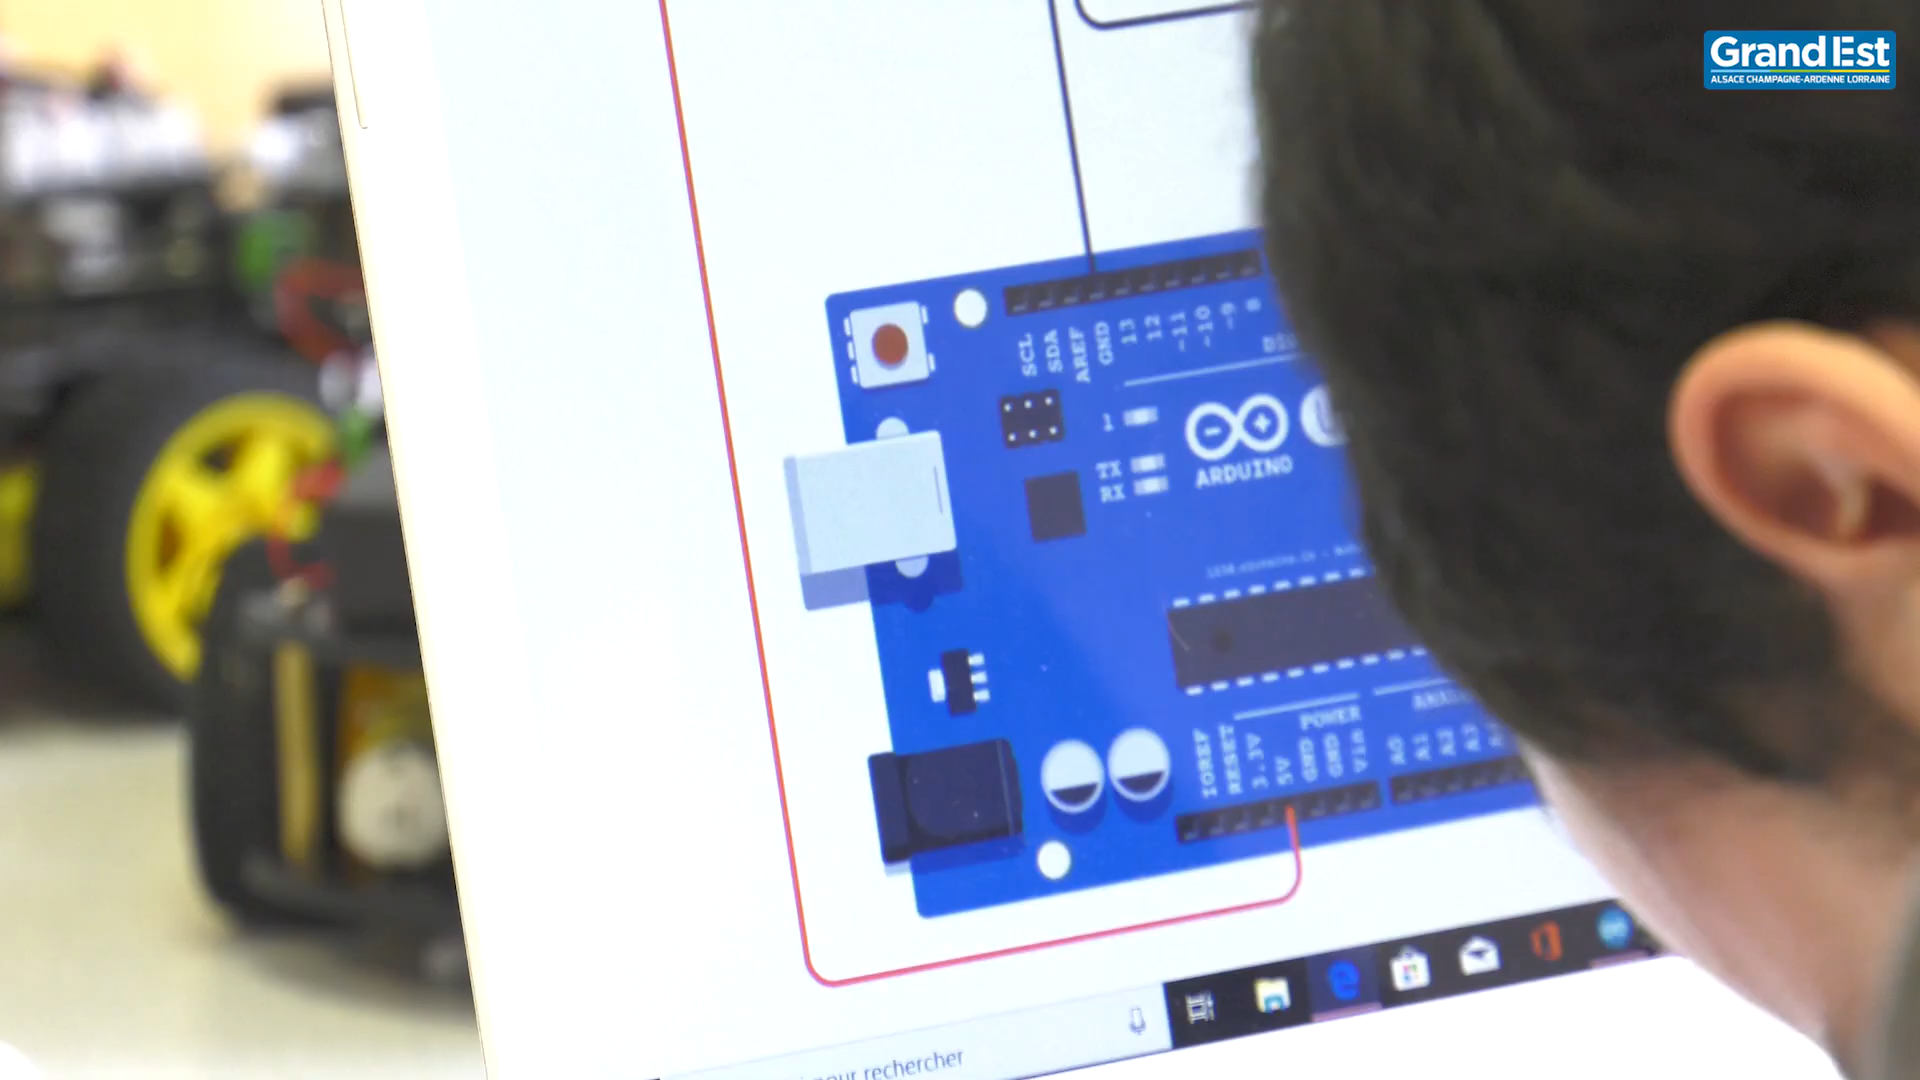 Grand Est
ALSACE CHAMPAGNE-ARDENNE LORRAINE
SCL
SDA
AREF
GND
13
12
~11
~10
~9
8
TX
RX
ARDUINO
POWER
IOREF
RESET
3.3V
5V
GND
GND
Vin
A0
A1
A2
A3
pour rechercher